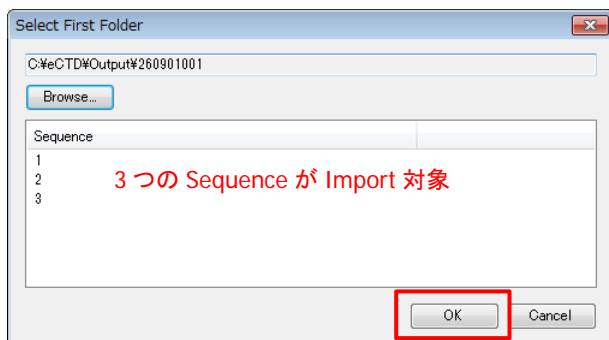 Select First Folder
C:¥eCTD¥Output¥260901001
Browse...
Sequence
1
2
3
3 つの Sequence が Import 対象
OK
Cancel